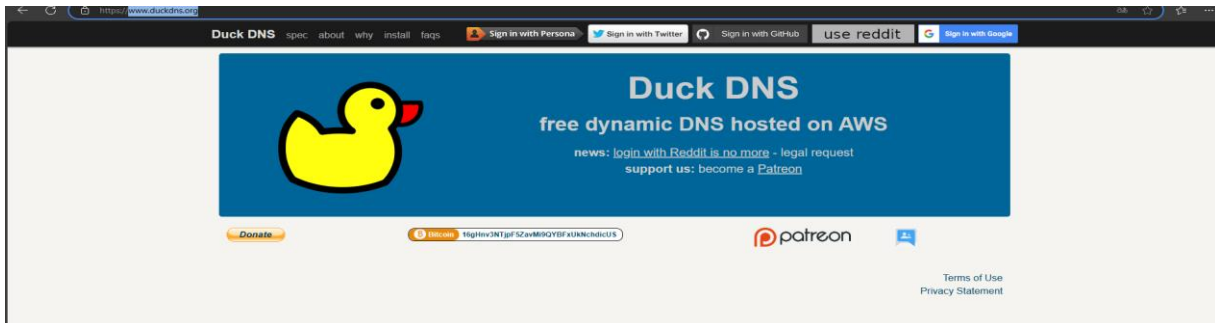 https://www.duckdns.org
Duck DNS spec about why install faqs Sign in with Persona Sign in with Twitter Sign in with GitHub use reddit G Sign in with Google
Duck DNS
free dynamic DNS hosted on AWS
news: login with Reddit is no more - legal request
support us: become a Patreon
Donate Bitcoin patreon
Terms of Use
Privacy Statement